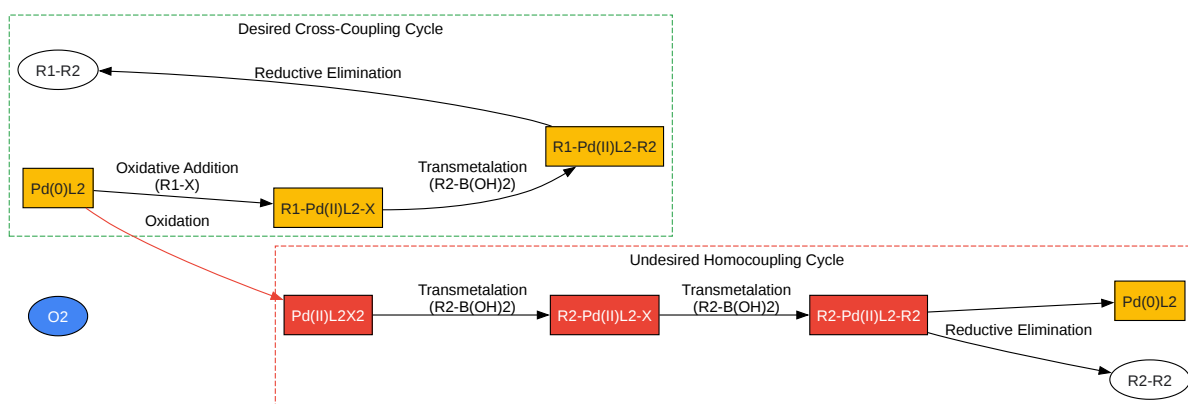 Desired Cross-Coupling Cycle
R1-R2
Reductive Elimination
R1-Pd(II)L2-R2
Oxidative Addition
(R1-X)
Transmetalation
(R2-B(OH)2)
Pd(0)L2
R1-Pd(II)L2-X
Oxidation
Undesired Homocoupling Cycle
O2
Pd(II)L2X2
Transmetalation
(R2-B(OH)2)
R2-Pd(II)L2-X
Transmetalation
(R2-B(OH)2)
R2-Pd(II)L2-R2
Pd(0)L2
Reductive Elimination
R2-R2